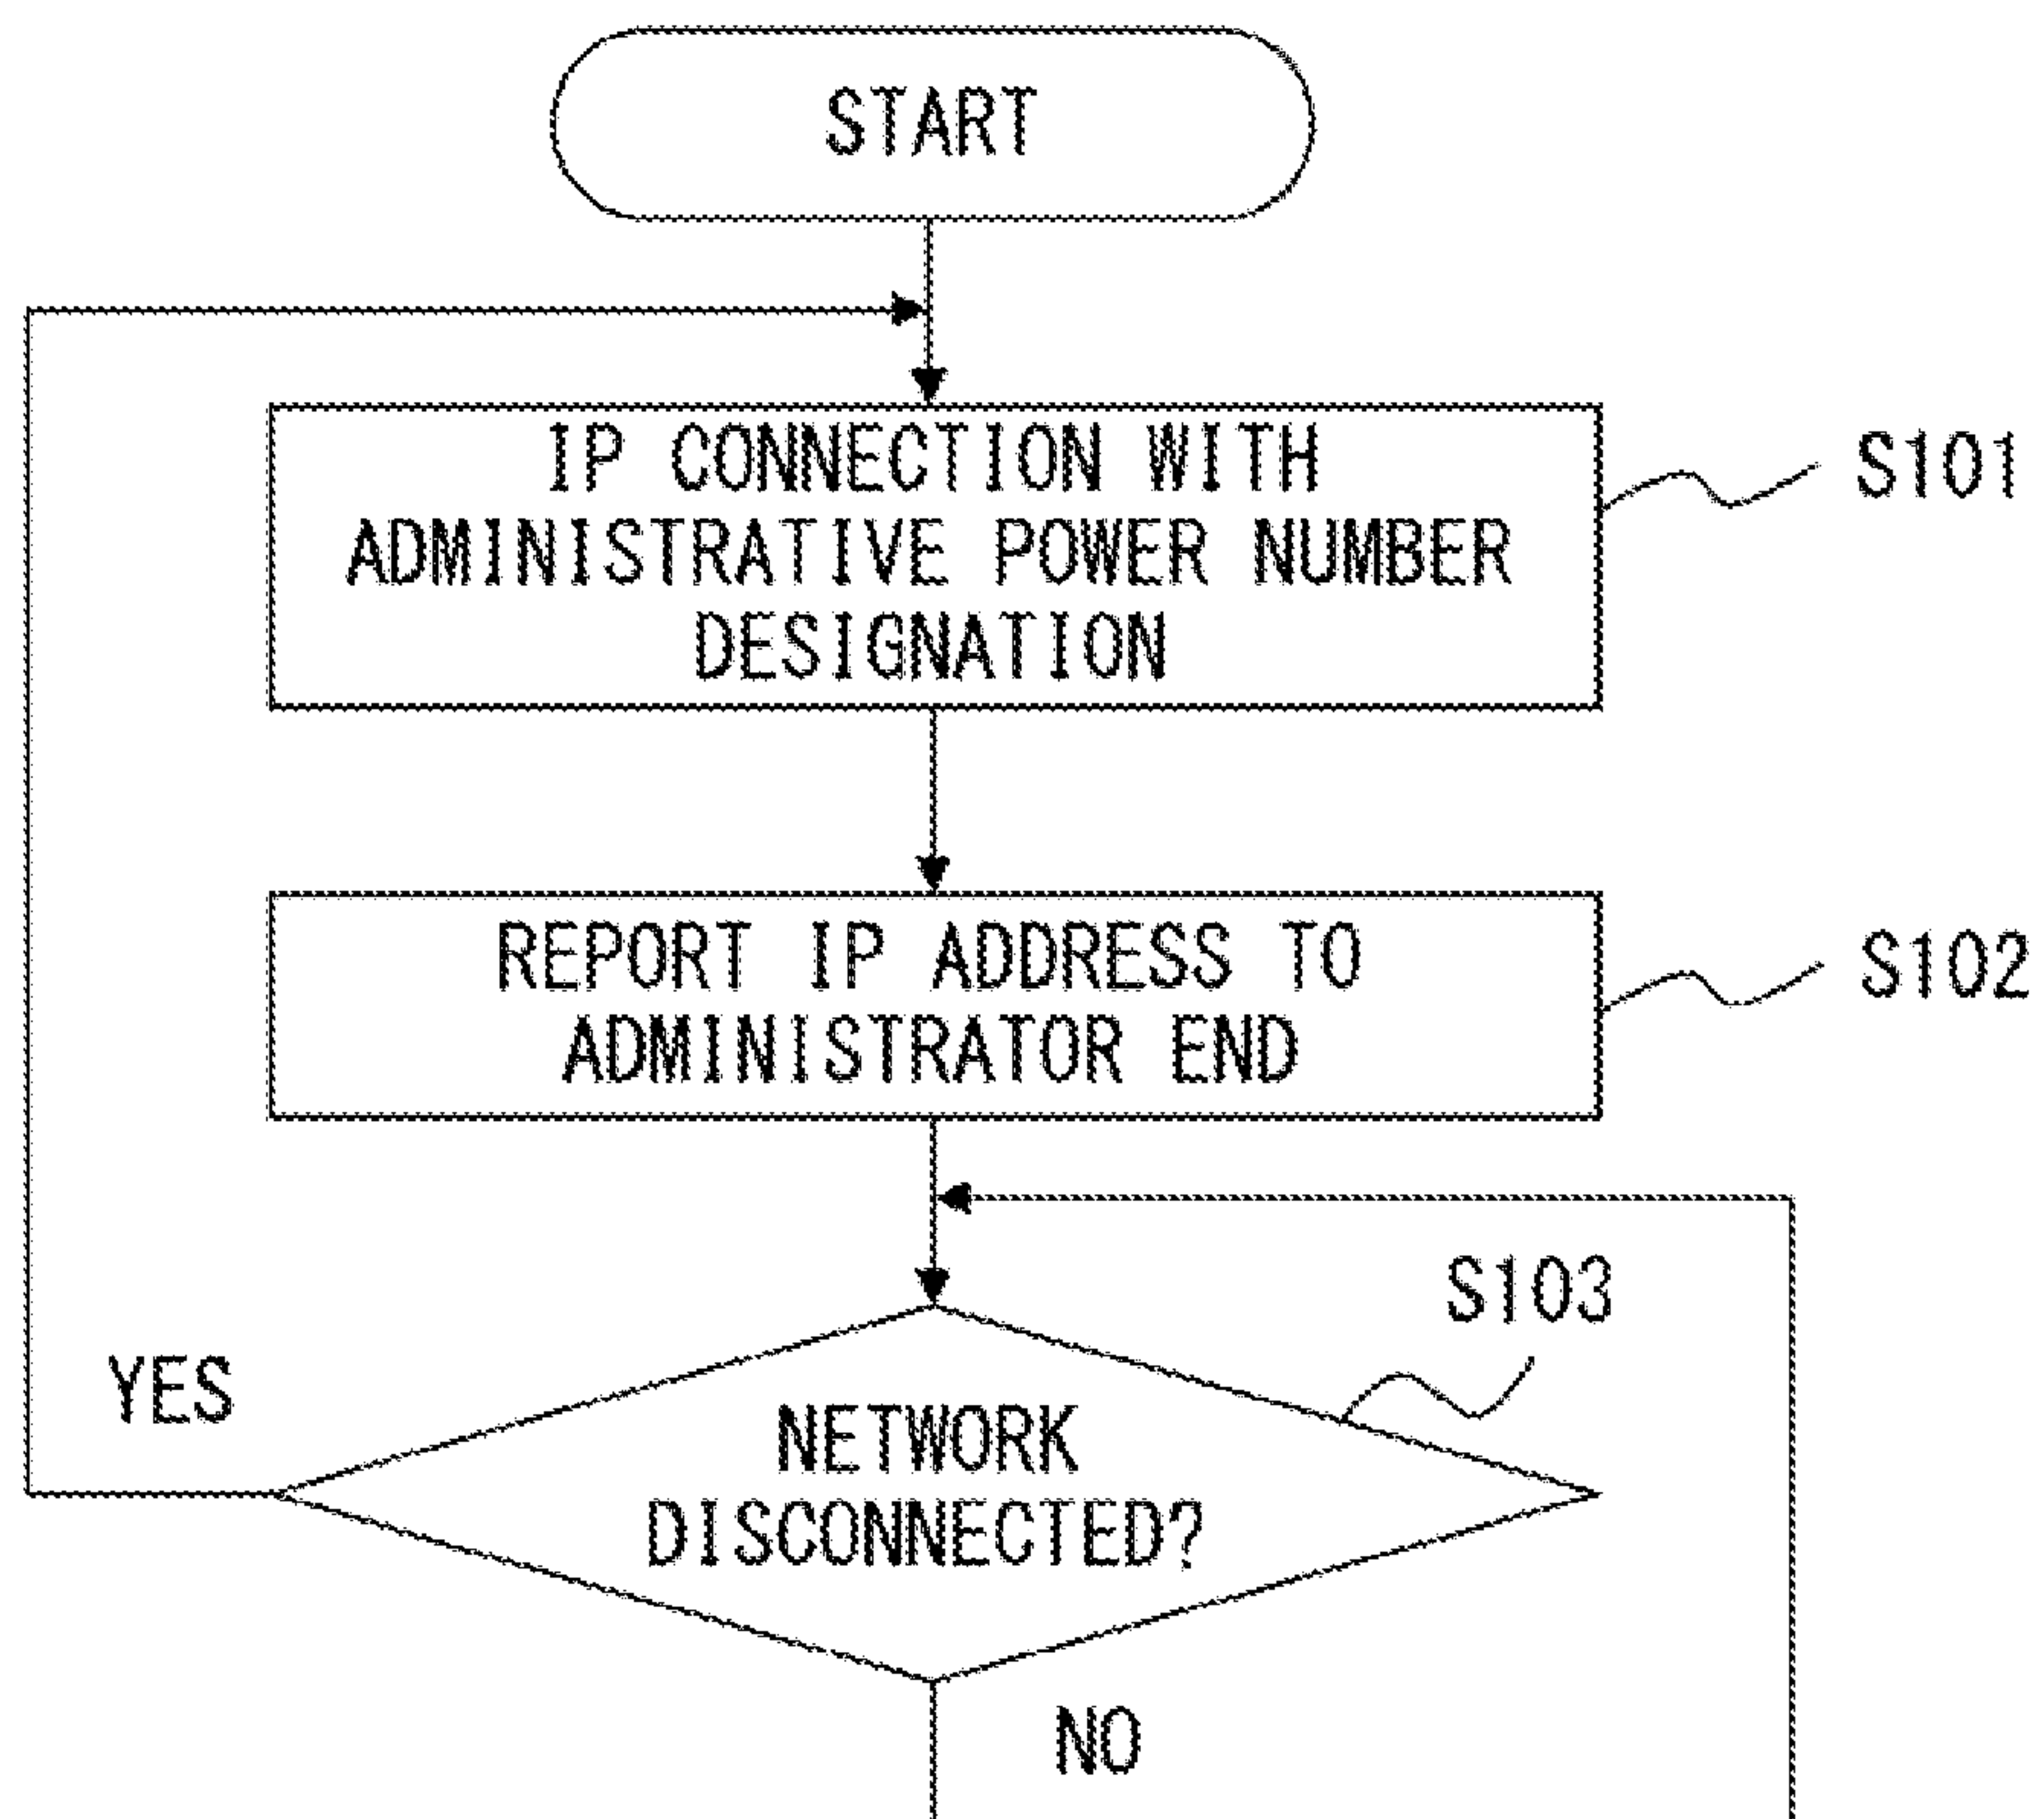 START
IP CONNECTION WITH
ADMINISTRATIVE POWER NUMBER
DESIGNATION
S101
REPORT IP ADDRESS TO
ADMINISTRATOR END
S102
S103
YES
NETWORK
DISCONNECTED?
NO